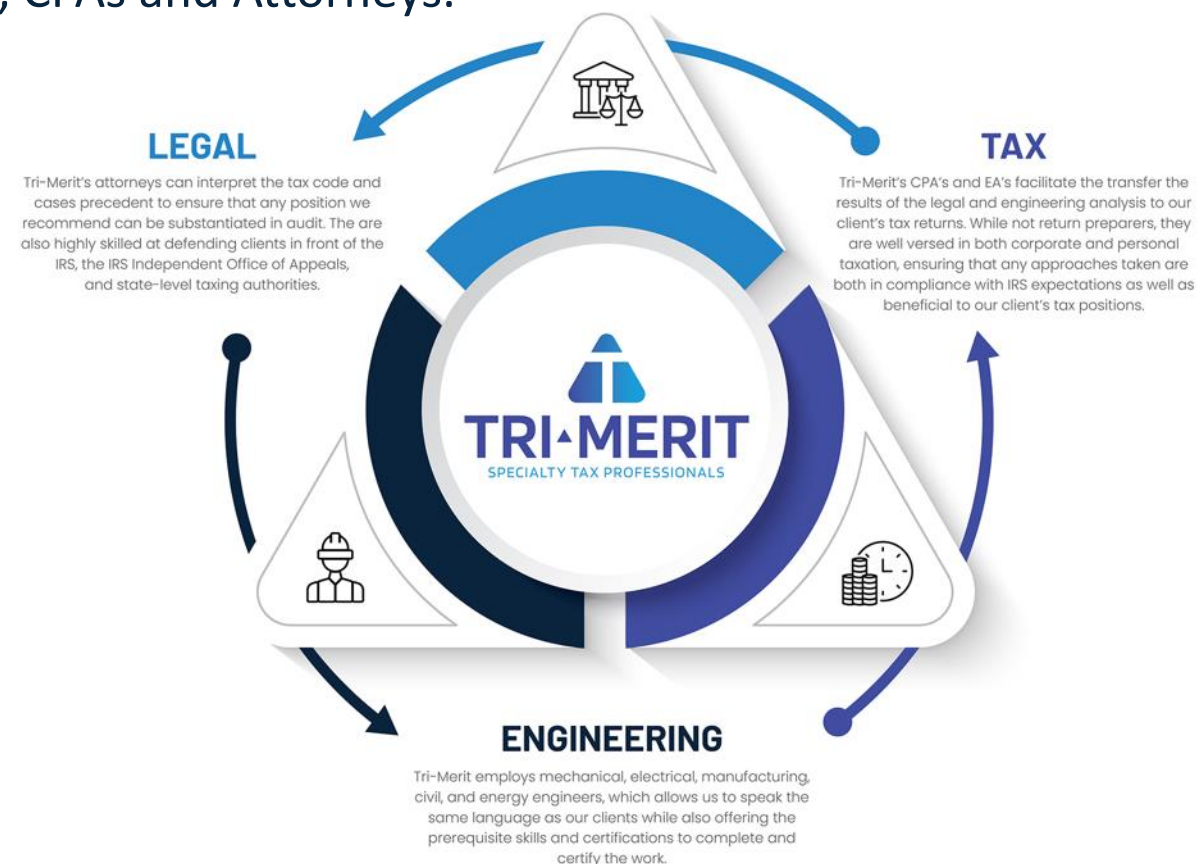 , CPAs and Attorneys.
LEGAL
Tri-Merit's attorneys can interpret the tax code and
cases precedent to ensure that any position we
recommend can be substantiated in audit. The are
also highly skilled at defending clients in front of the
IRS, the IRS Independent Office of Appeals,
and state-level taxing authorities.
TAX
Tri-Merit's CPA's and EA's facilitate the transfer the
results of the legal and engineering analysis to our
client's tax returns. While not return preparers, they
are well versed in both corporate and personal
taxation, ensuring that any approaches taken are
both in compliance with IRS expectations as well as
beneficial to our client's tax positions.
TRI-MERIT
SPECIALTY TAX PROFESSIONALS
ENGINEERING
Tri-Merit employs mechanical, electrical, manufacturing,
civil, and energy engineers, which allows us to speak the
same language as our clients while also offering the
prerequisite skills and certifications to complete and
certify the work.